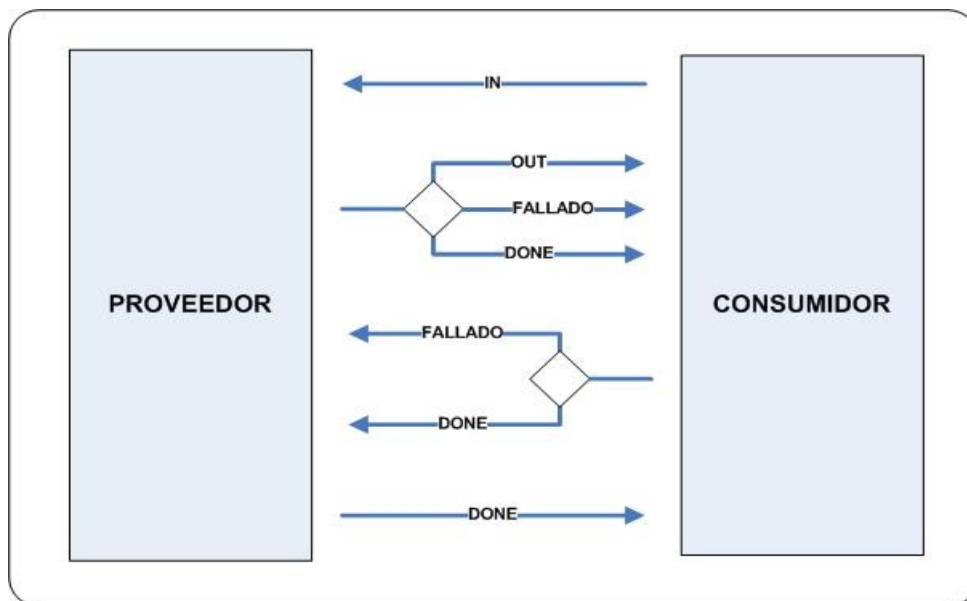 IN
OUT
FALLADO
DONE
PROVEEDOR
CONSUMIDOR
FALLADO
DONE
DONE